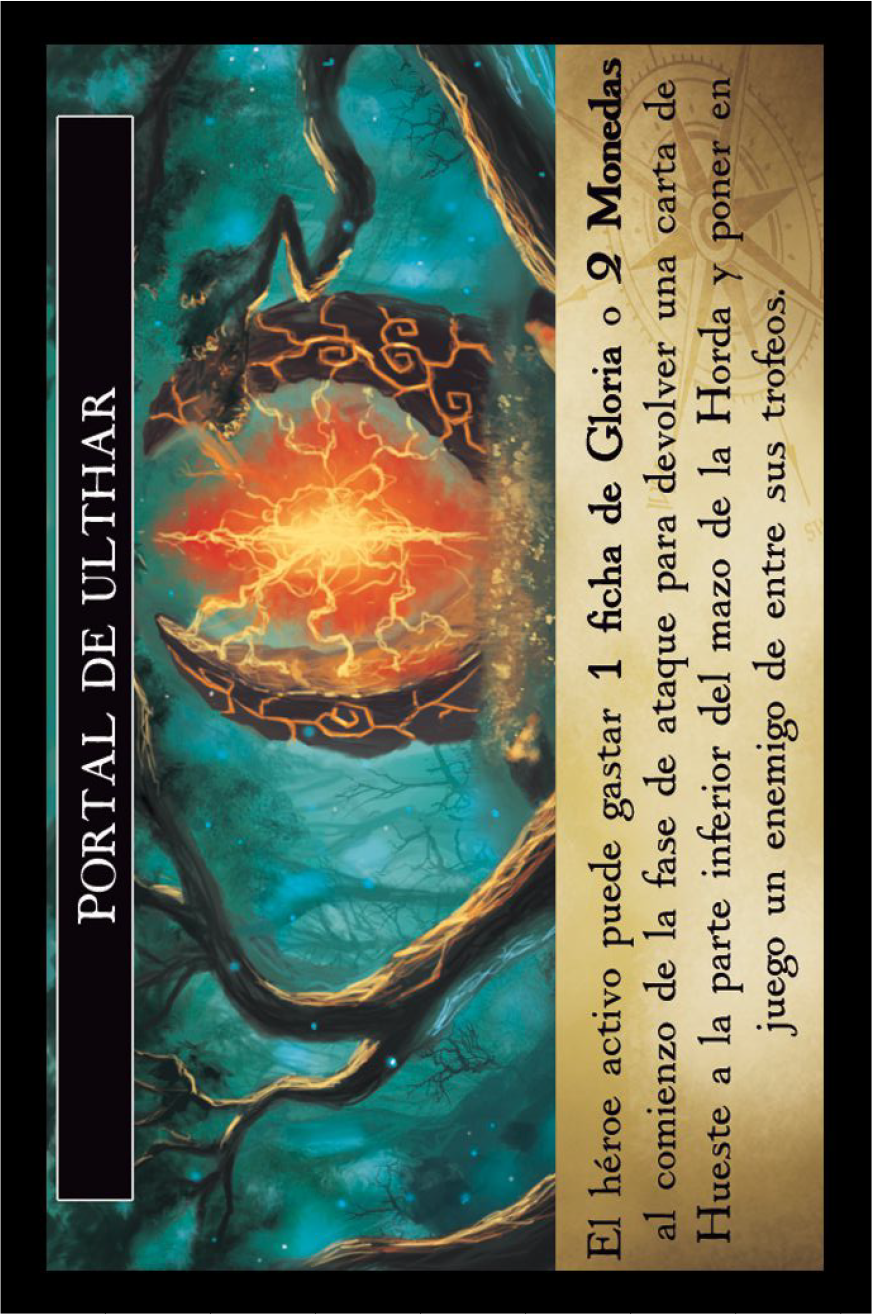 PORTAL DE ULTHAR
El héroe activo puede gastar 1 ficha de Gloria o 2 Monedas
al comienzo de la fase de ataque para devolver una carta de
Hueste a la parte inferior del mazo de la Horda y poner en
juego un enemigo de entre sus trofeos.